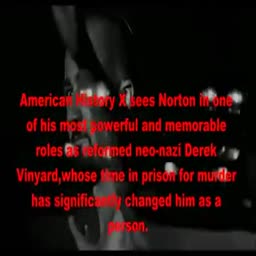 American History X sees Norton in one
of his most powerful and memorable
roles as reformed neo-nazi Derek
Vinyard,whose time in prison for murder
has significantly changed him as a
person.